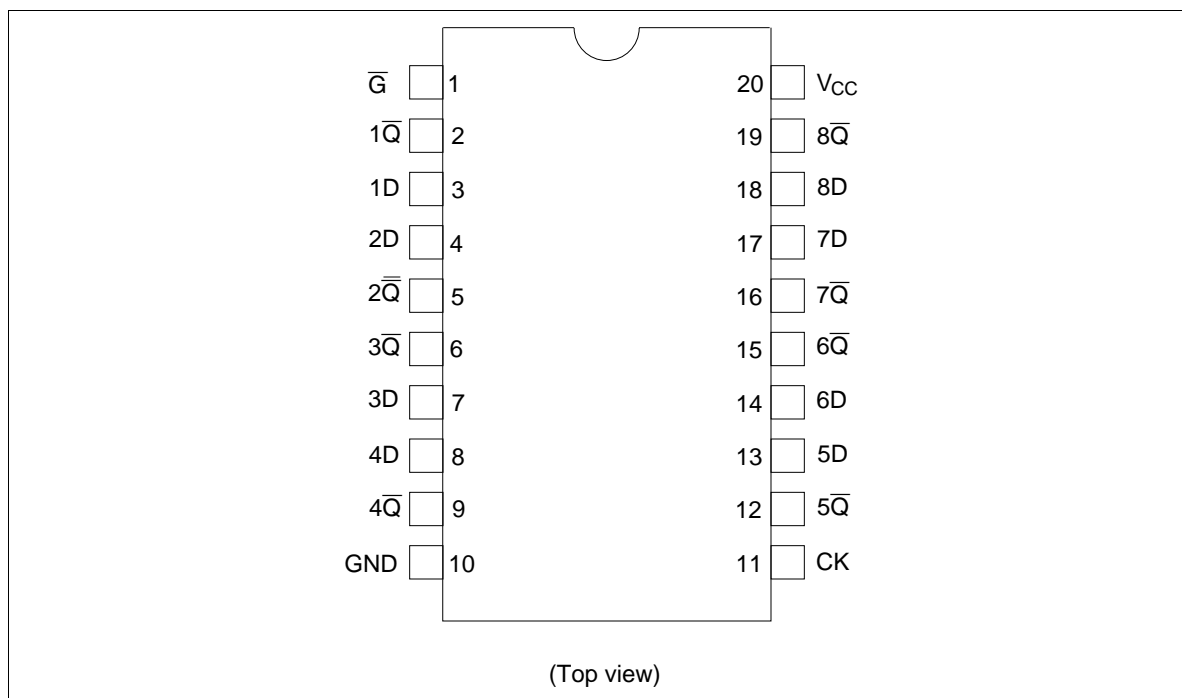 G̅ 1 20 VCC
1Q̅ 2 19 8Q̅
1D 3 18 8D
2D 4 17 7D
2Q̿ 5 16 7Q̅
3Q̅ 6 15 6Q̅
3D 7 14 6D
4D 8 13 5D
4Q̅ 9 12 5Q̅
GND 10 11 CK
(Top view)